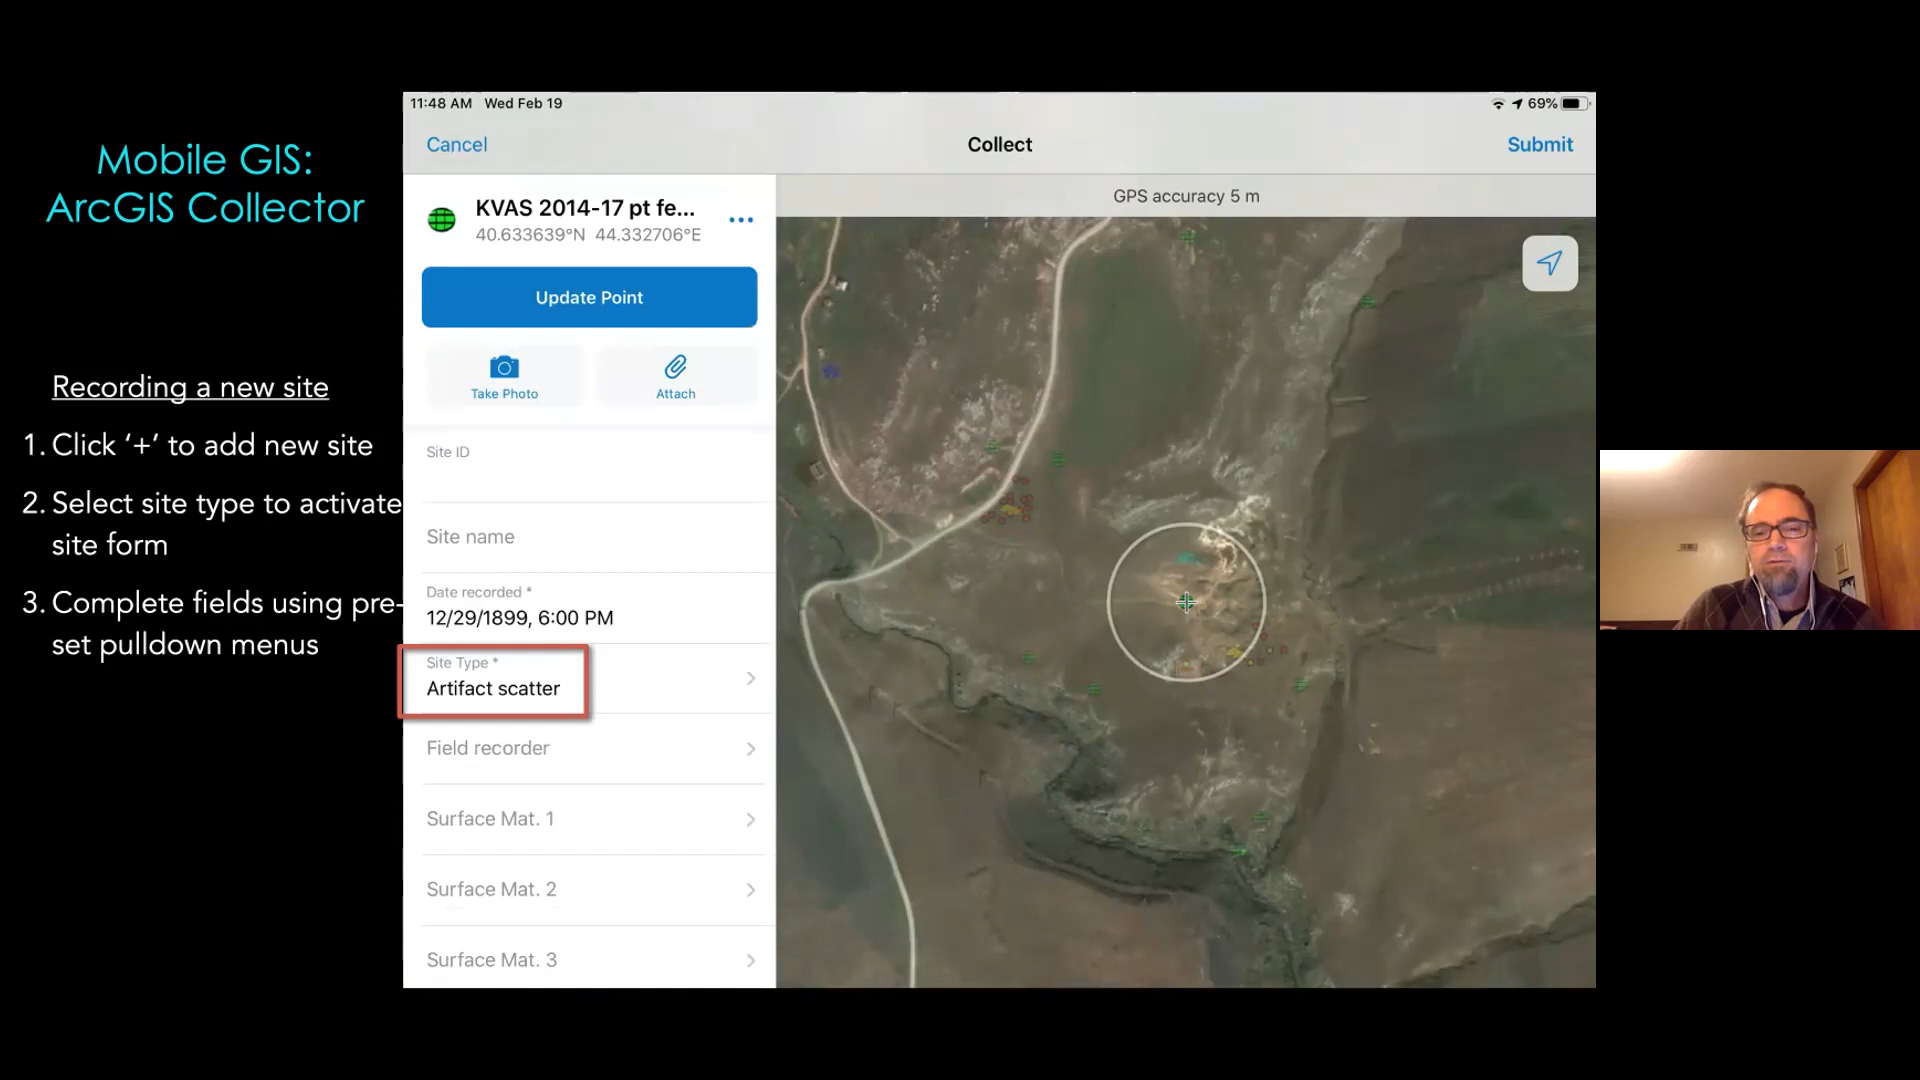 Mobile GIS:
ArcGIS Collector
Recording a new site
1. Click ‘+’ to add new site
2. Select site type to activate
site form
3. Complete fields using pre-
set pulldown menus
11:48 AM Wed Feb 19
69%
Cancel
Collect
Submit
KVAS 2014-17 pt fe...
40.633639°N 44.332706°E
Update Point
Take Photo
Attach
Site ID
Site name
Date recorded *
12/29/1899, 6:00 PM
Site Type *
Artifact scatter
Field recorder
Surface Mat. 1
Surface Mat. 2
Surface Mat. 3
GPS accuracy 5 m